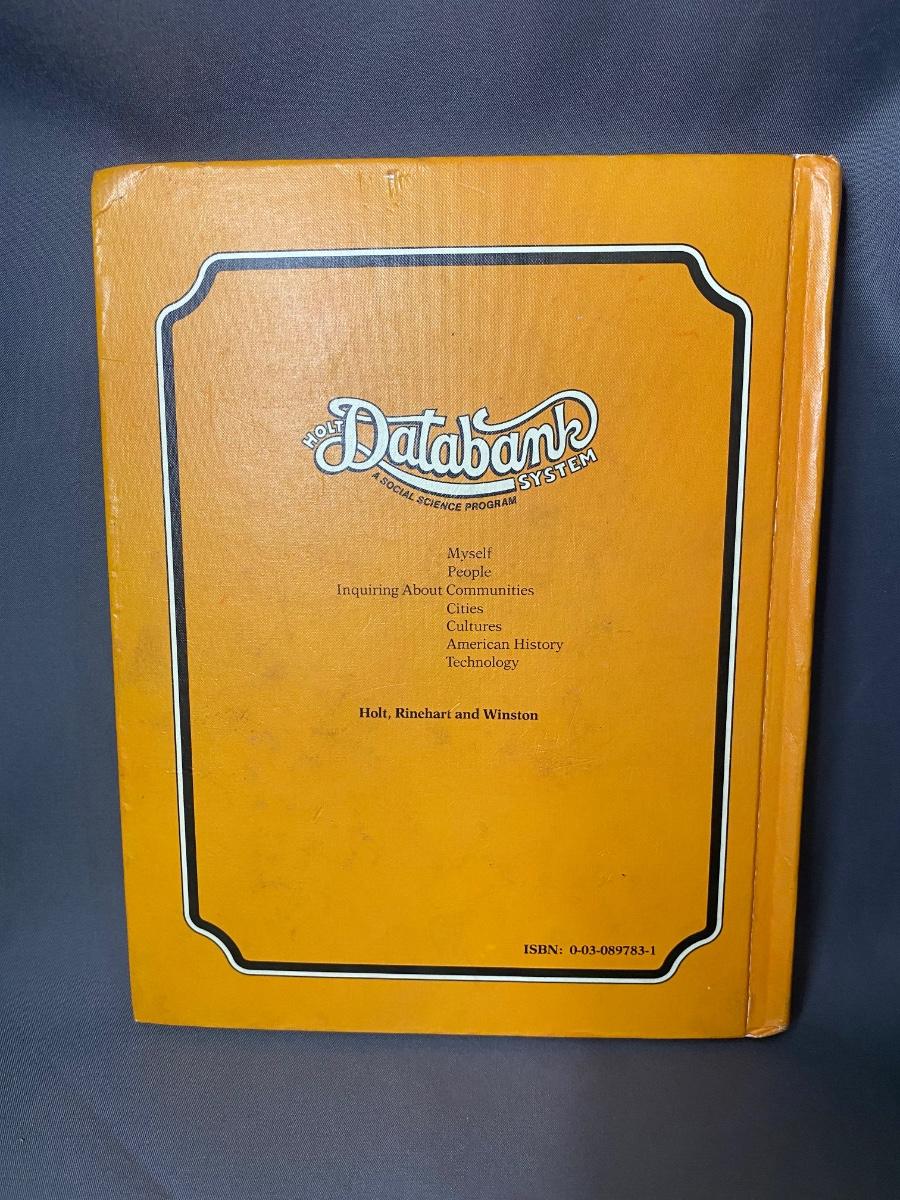 HOLT Databank SYSTEM
A SOCIAL SCIENCE PROGRAM
Myself
People
Inquiring About Communities
Cities
Cultures
American History
Technology
Holt, Rinehart and Winston
ISBN: 0-03-089783-1